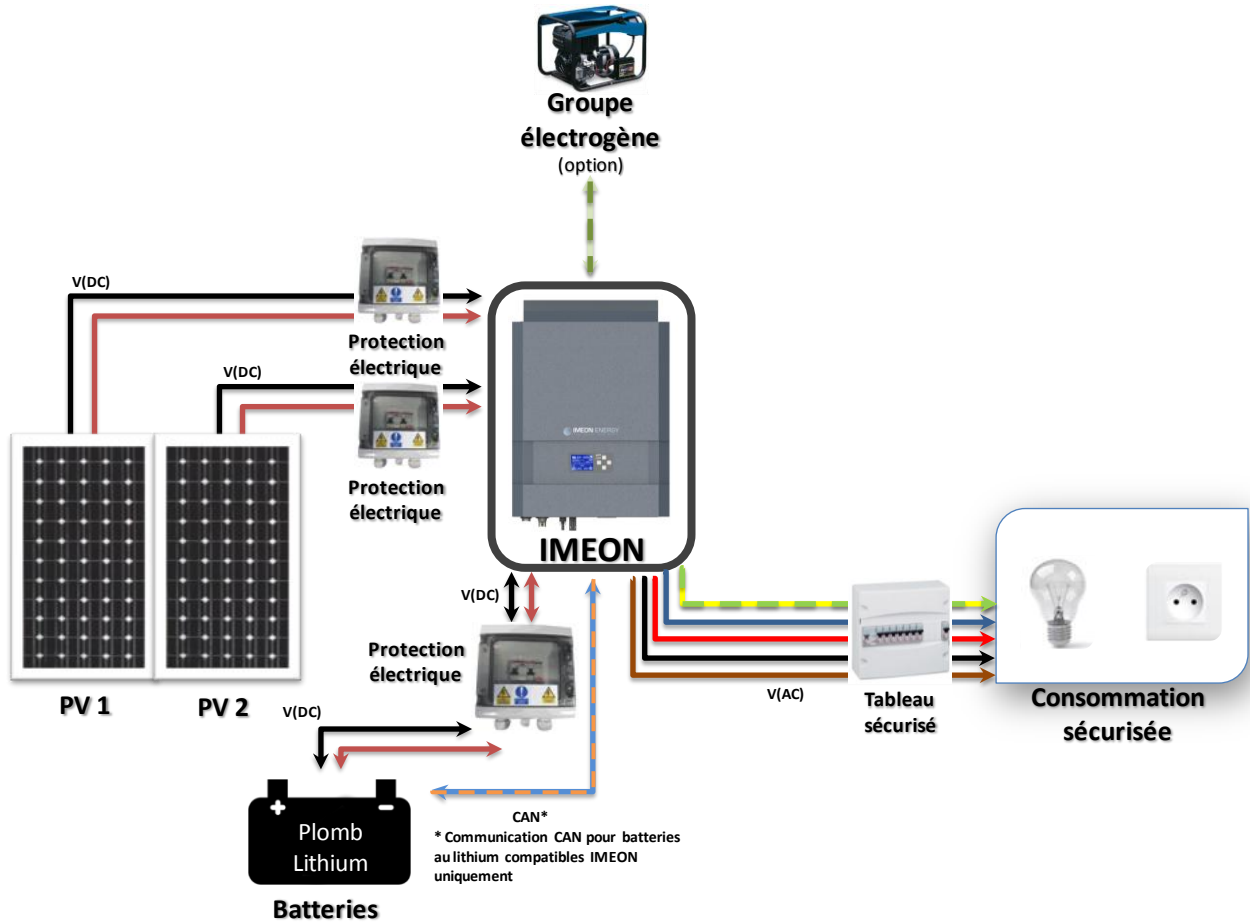 Groupe
électrogène
(option)
V(DC)
Protection
électrique
V(DC)
Protection
électrique
IMEON ENERGY
IMEON
PV 1
PV 2
V(DC)
Protection
électrique
V(DC)
V(AC)
Tableau
sécurisé
Consommation
sécurisée
+
-
Plomb
Lithium
Batteries
CAN*
* Communication CAN pour batteries
au lithium compatibles IMEON
uniquement